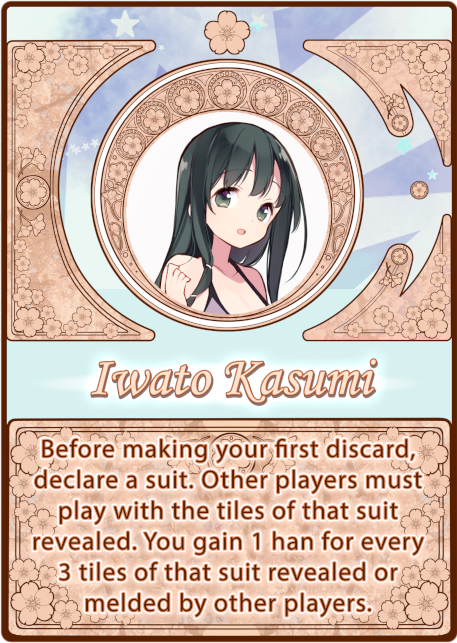 Iwato Kasumi
Before making your first discard,
declare a suit. Other players must
play with the tiles of that suit
revealed. You gain 1 han for every
3 tiles of that suit revealed or
melded by other players.